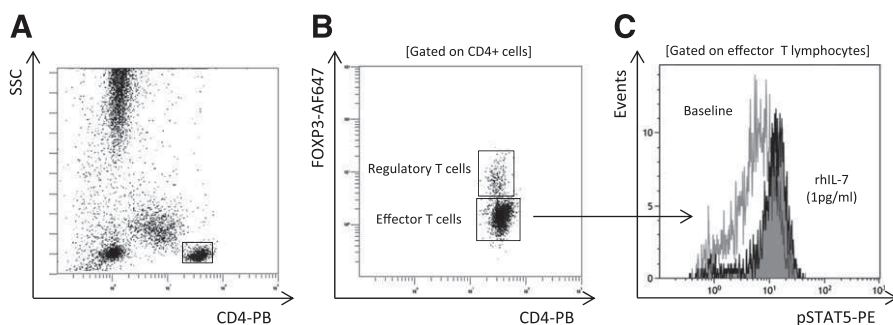 A
SSC
CD4-PB
B
[Gated on CD4+ cells]
FOXP3-AF647
Regulatory T cells
Effector T cells
CD4-PB
C
[Gated on effector T lymphocytes]
Events
Baseline
rhIL-7
(1pg/ml)
10
5
0
10⁰
10¹
10²
10³
pSTAT5-PE